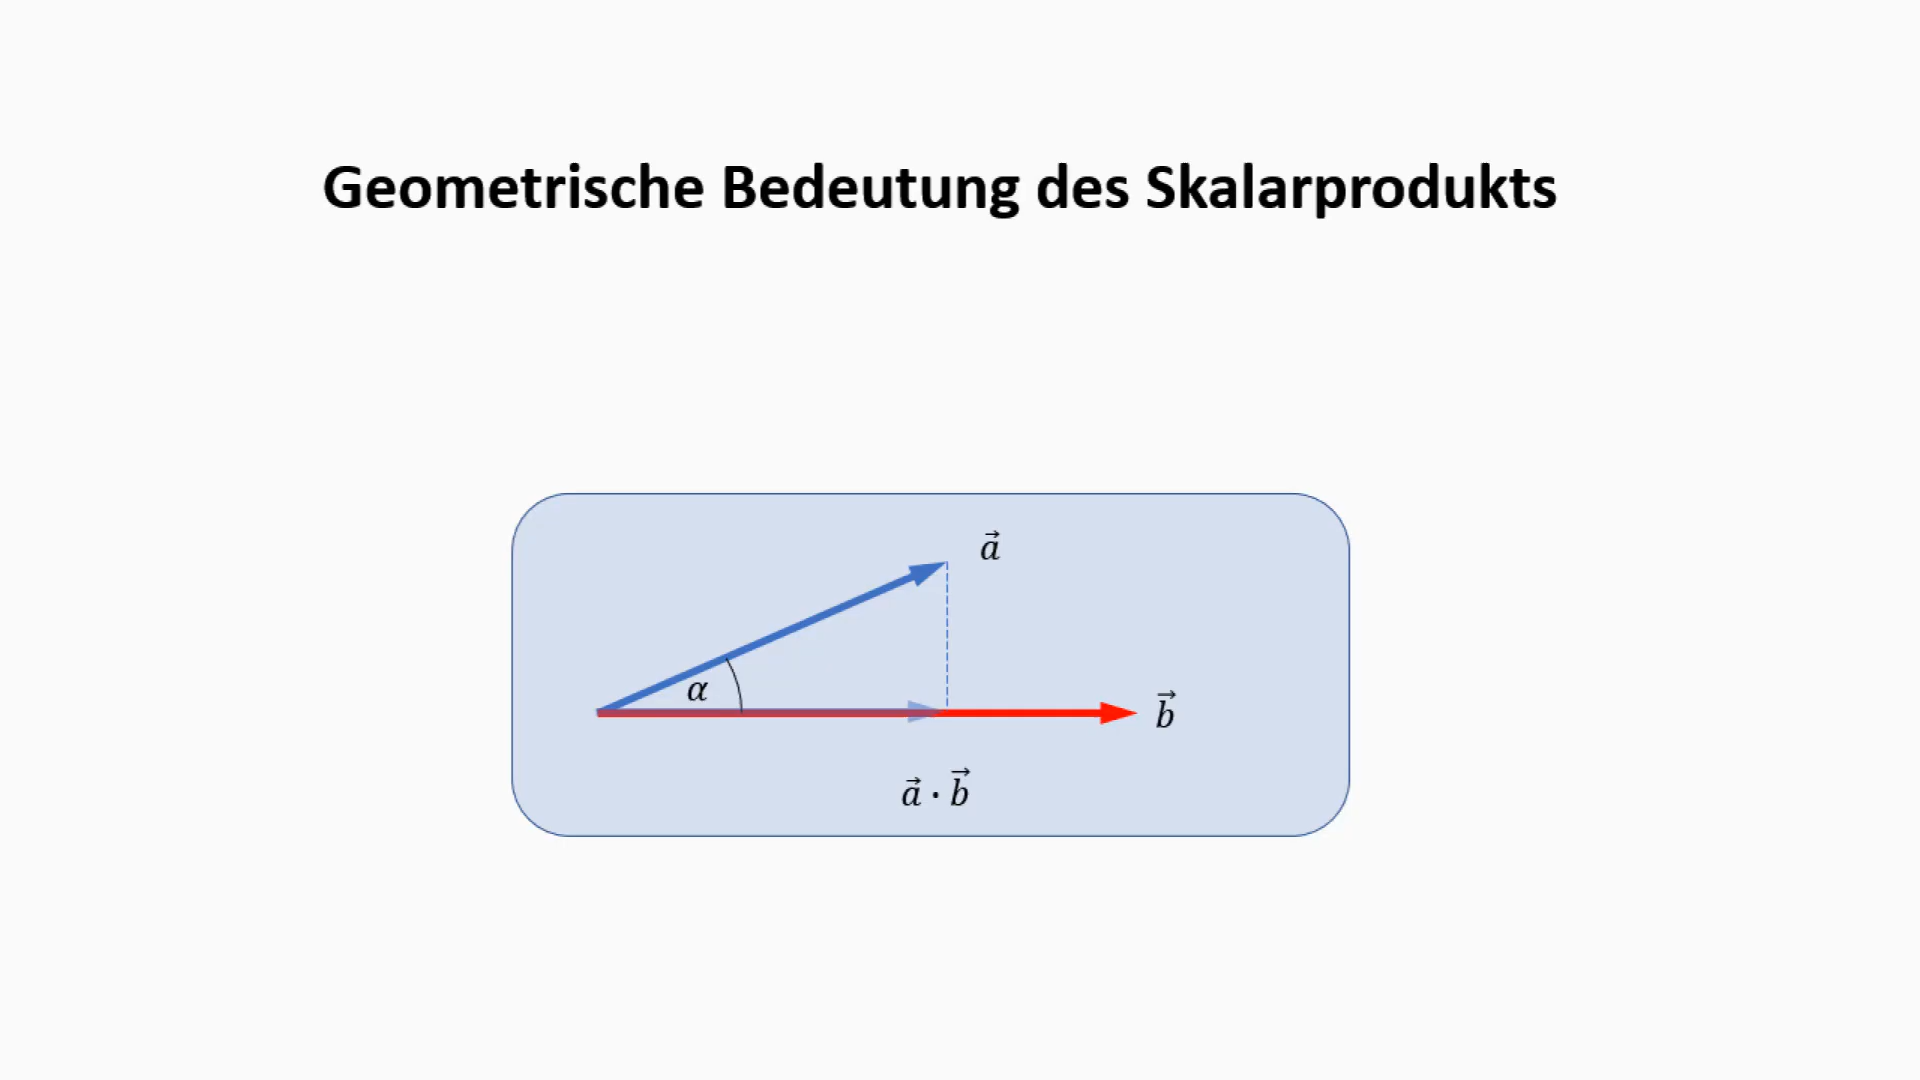 Geometrische Bedeutung des Skalarprodukts
a⃗
α
b⃗
a⃗ · b⃗